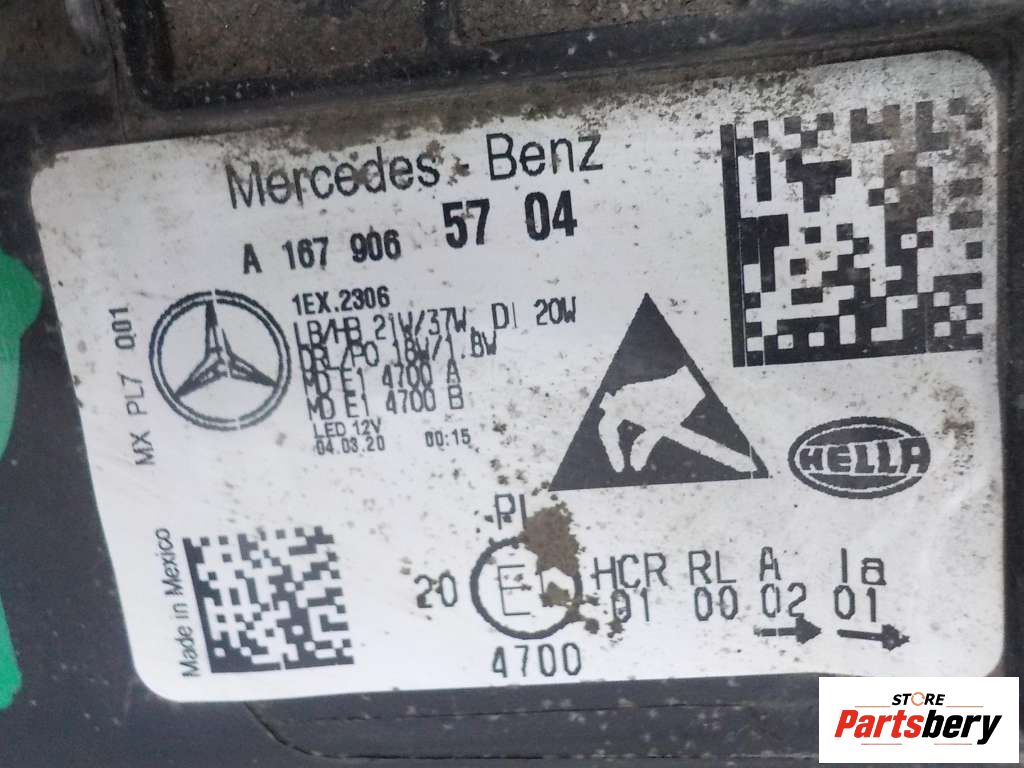 Mercedes - Benz
A 167 906 57 04
1EX.2306
LB/HB 21W/37W, DI 20W
DRL/PO 18W/1.8W
MD E1 4700 A
MD E1 4700 B
LED 12V
04.03.20 00:15
MX PL7 001
HELLA
Made in Mexico
PL
20 E HCR RL A Ia
01 00 02 01
4700
STORE
Partsbery